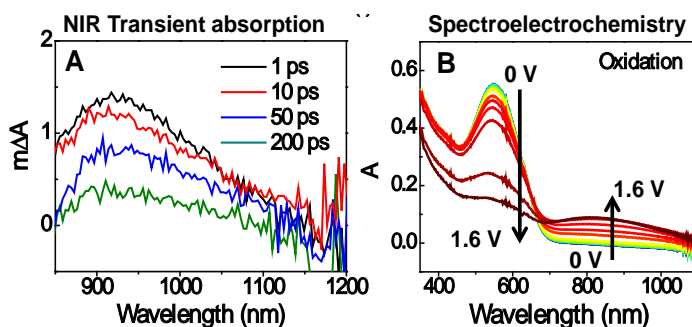 NIR Transient absorption
Spectroelectrochemistry
A
1 ps
10 ps
50 ps
200 ps
2
1
0
mΔA
900
1000
1100
1200
Wavelength (nm)
B
Oxidation
0 V
1.6 V
1.6 V
0 V
0.6
0.4
0.2
0.0
A
400
600
800
1000
Wavelength (nm)